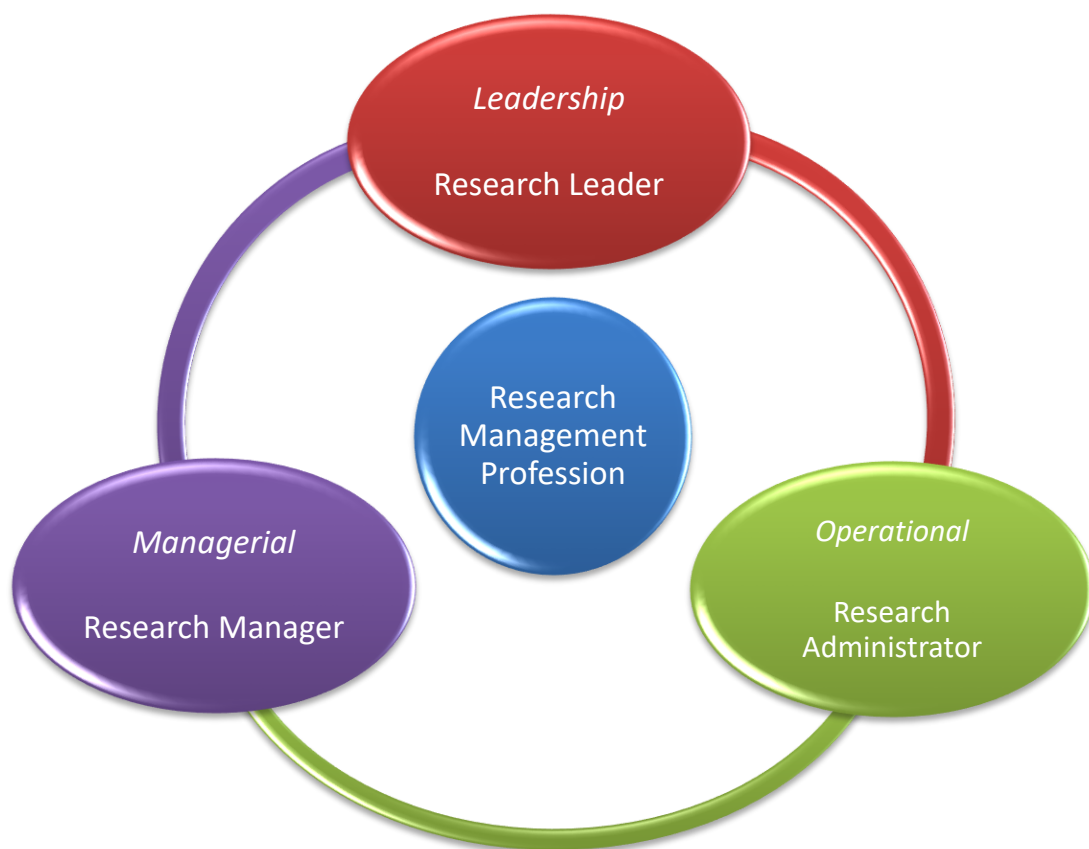 Leadership
Research Leader
Research
Management
Profession
Managerial
Research Manager
Operational
Research
Administrator